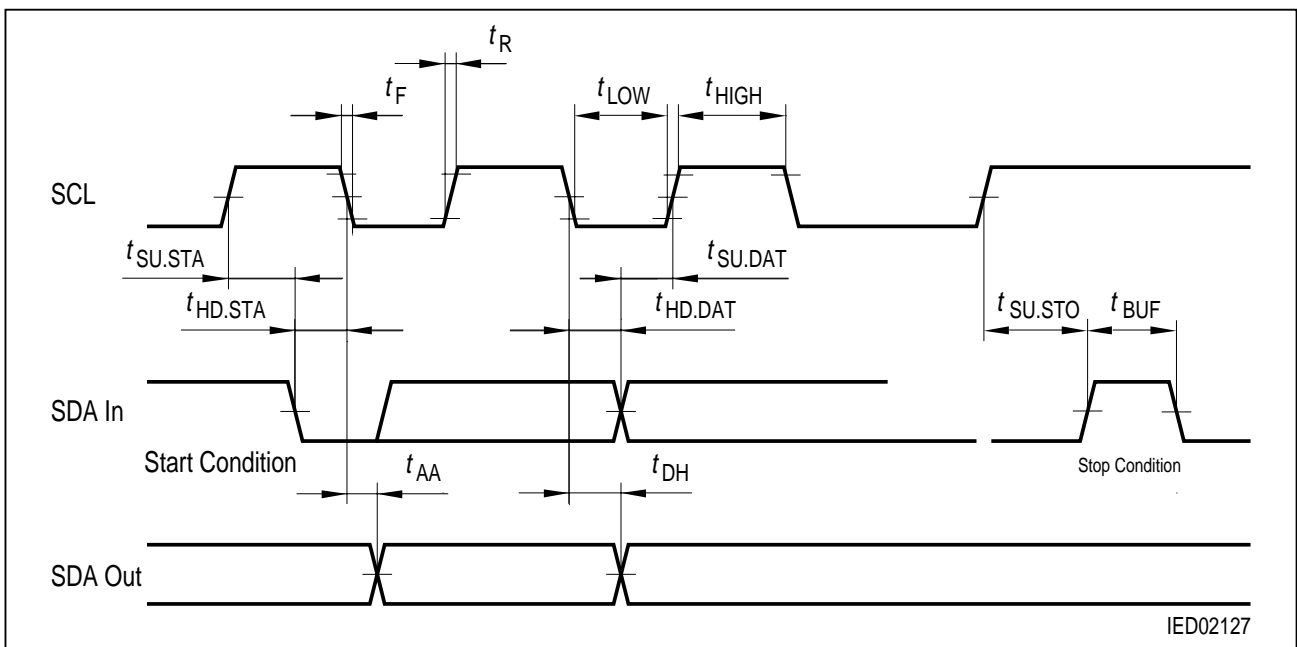 tR
tF
tLOW
tHIGH
SCL
tSU.STA
tSU.DAT
tHD.STA
tHD.DAT
tSU.STO
tBUF
SDA In
Start Condition
tAA
tDH
Stop Condition
SDA Out
IED02127